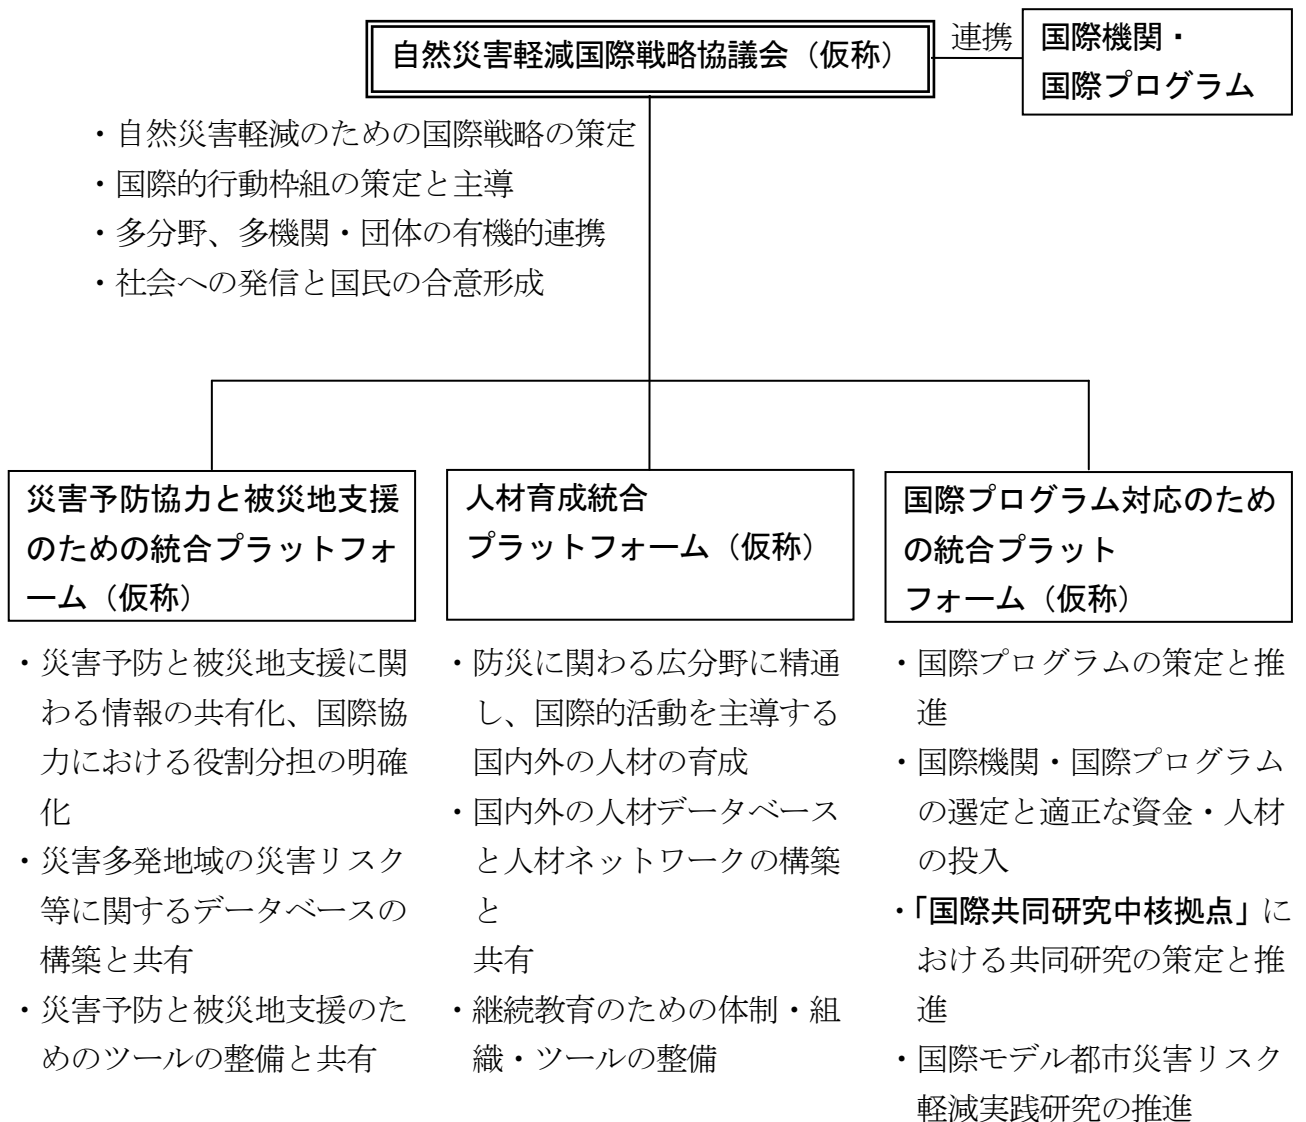 自然災害軽減国際戦略協議会（仮称）
連携
国際機関・
国際プログラム
・自然災害軽減のための国際戦略の策定
・国際的行動枠組の策定と主導
・多分野、多機関・団体の有機的連携
・社会への発信と国民の合意形成
災害予防協力と被災地支援
のための統合プラットフォ
ーム（仮称）
・災害予防と被災地支援に関
わる情報の共有化、国際協
力における役割分担の明確
化
・災害多発地域の災害リスク
等に関するデータベースの
構築と共有
・災害予防と被災地支援のた
めのツールの整備と共有
人材育成統合
プラットフォーム（仮称）
・防災に関わる広分野に精通
し、国際的活動を主導する
国内外の人材の育成
・国内外の人材データベース
と人材ネットワークの構築
と
共有
・継続教育のための体制・組
織・ツールの整備
国際プログラム対応のため
の統合プラット
フォーム（仮称）
・国際プログラムの策定と推
進
・国際機関・国際プログラム
の選定と適正な資金・人材
の投入
・「国際共同研究中核拠点」に
おける共同研究の策定と推
進
・国際モデル都市災害リスク
軽減実践研究の推進